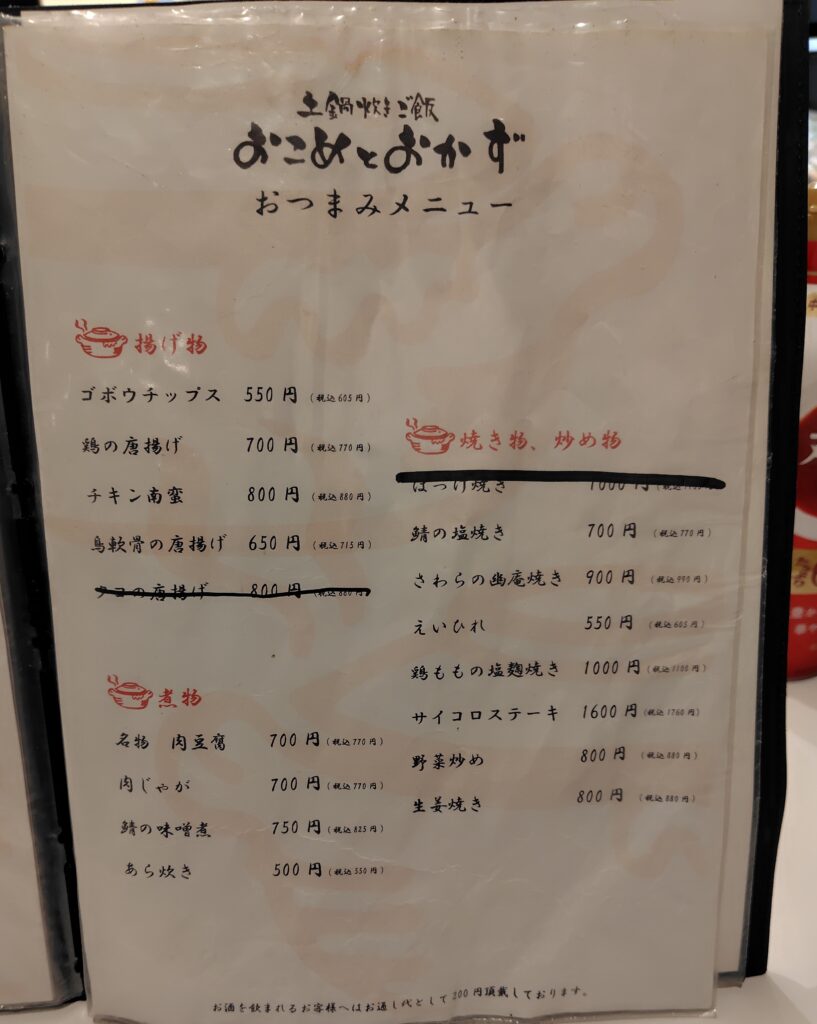 土鍋炊きご飯
おこめとおかず
おつまみメニュー
揚げ物
ゴボウチップス 550円(税込605円)
鶏の唐揚げ 700円(税込770円)
チキン南蛮 800円(税込880円)
鳥軟骨の唐揚げ 650円(税込715円)
タコの唐揚げ 800円(税込880円)
煮物
名物 肉豆腐 700円(税込770円)
肉じゃが 700円(税込770円)
鯖の味噌煮 750円(税込825円)
あら炊き 500円(税込550円)
焼き物、炒め物
ほっけ焼き 1000円
鯖の塩焼き 700円(税込770円)
さわらの幽庵焼き 900円(税込990円)
えいひれ 550円(税込605円)
鶏ももの塩麹焼き 1000円(税込1100円)
サイコロステーキ 1600円(税込1760円)
野菜炒め 800円(税込880円)
生姜焼き 800円(税込880円)
お酒を飲まれるお客様へはお通し代として200円頂戴しております。